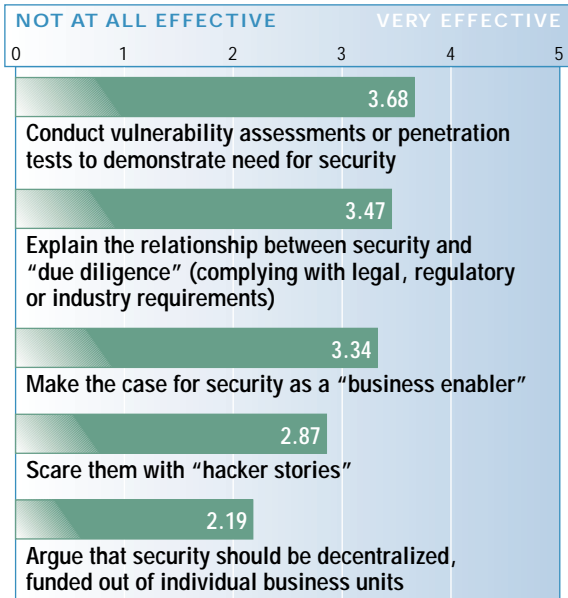 NOT AT ALL EFFECTIVE VERY EFFECTIVE
0 1 2 3 4 5
3.68
Conduct vulnerability assessments or penetration
tests to demonstrate need for security
3.47
Explain the relationship between security and
“due diligence” (complying with legal, regulatory
or industry requirements)
3.34
Make the case for security as a “business enabler”
2.87
Scare them with “hacker stories”
2.19
Argue that security should be decentralized,
funded out of individual business units